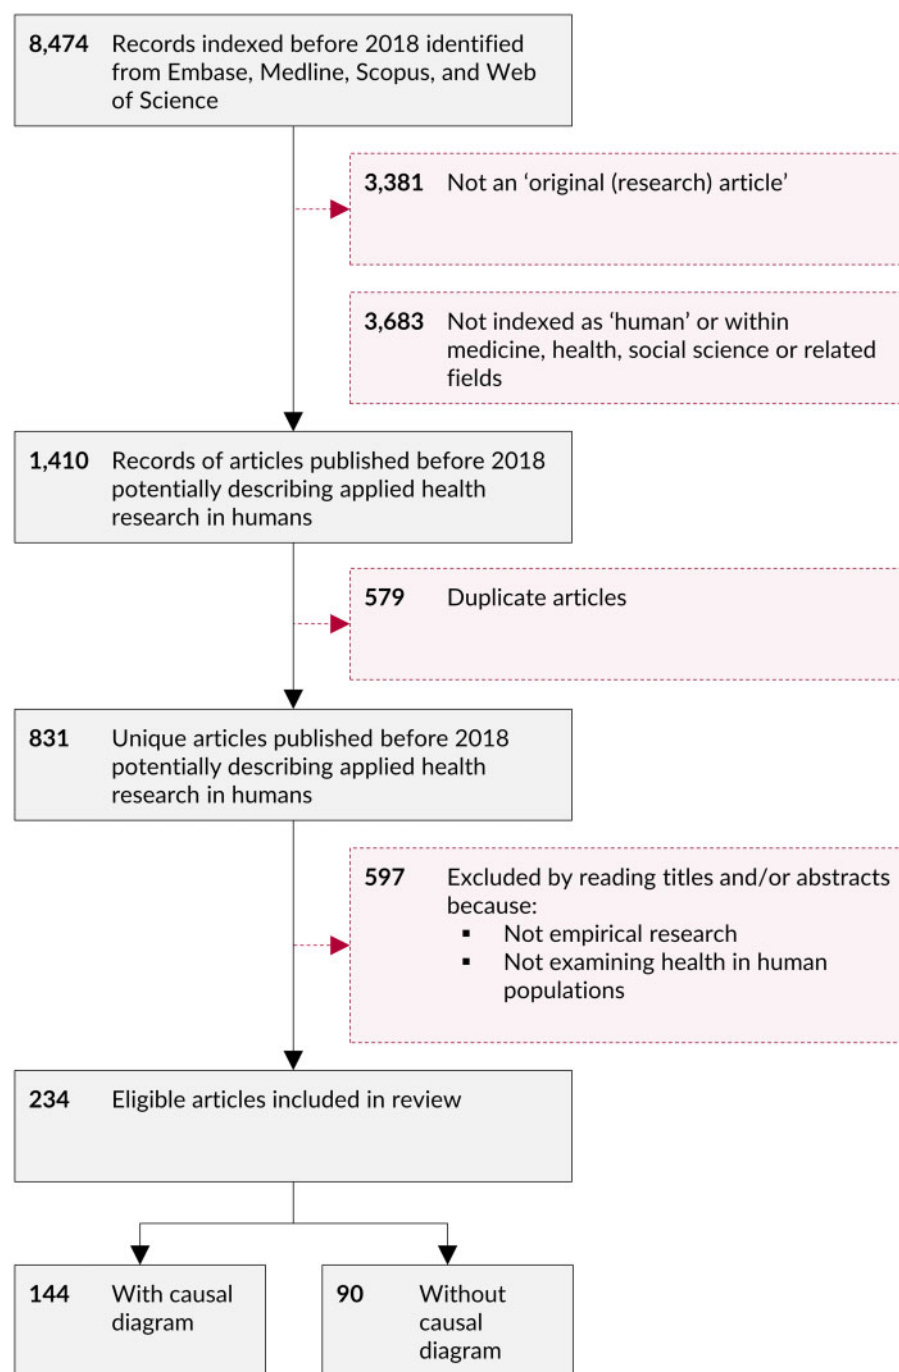 8,474 Records indexed before 2018 identified
from Embase, Medline, Scopus, and Web
of Science
3,381 Not an ‘original (research) article’
3,683 Not indexed as ‘human’ or within
medicine, health, social science or related
fields
1,410 Records of articles published before 2018
potentially describing applied health
research in humans
579 Duplicate articles
831 Unique articles published before 2018
potentially describing applied health
research in humans
597 Excluded by reading titles and/or abstracts
because:
▪ Not empirical research
▪ Not examining health in human
populations
234 Eligible articles included in review
144 With causal
diagram
90 Without
causal
diagram